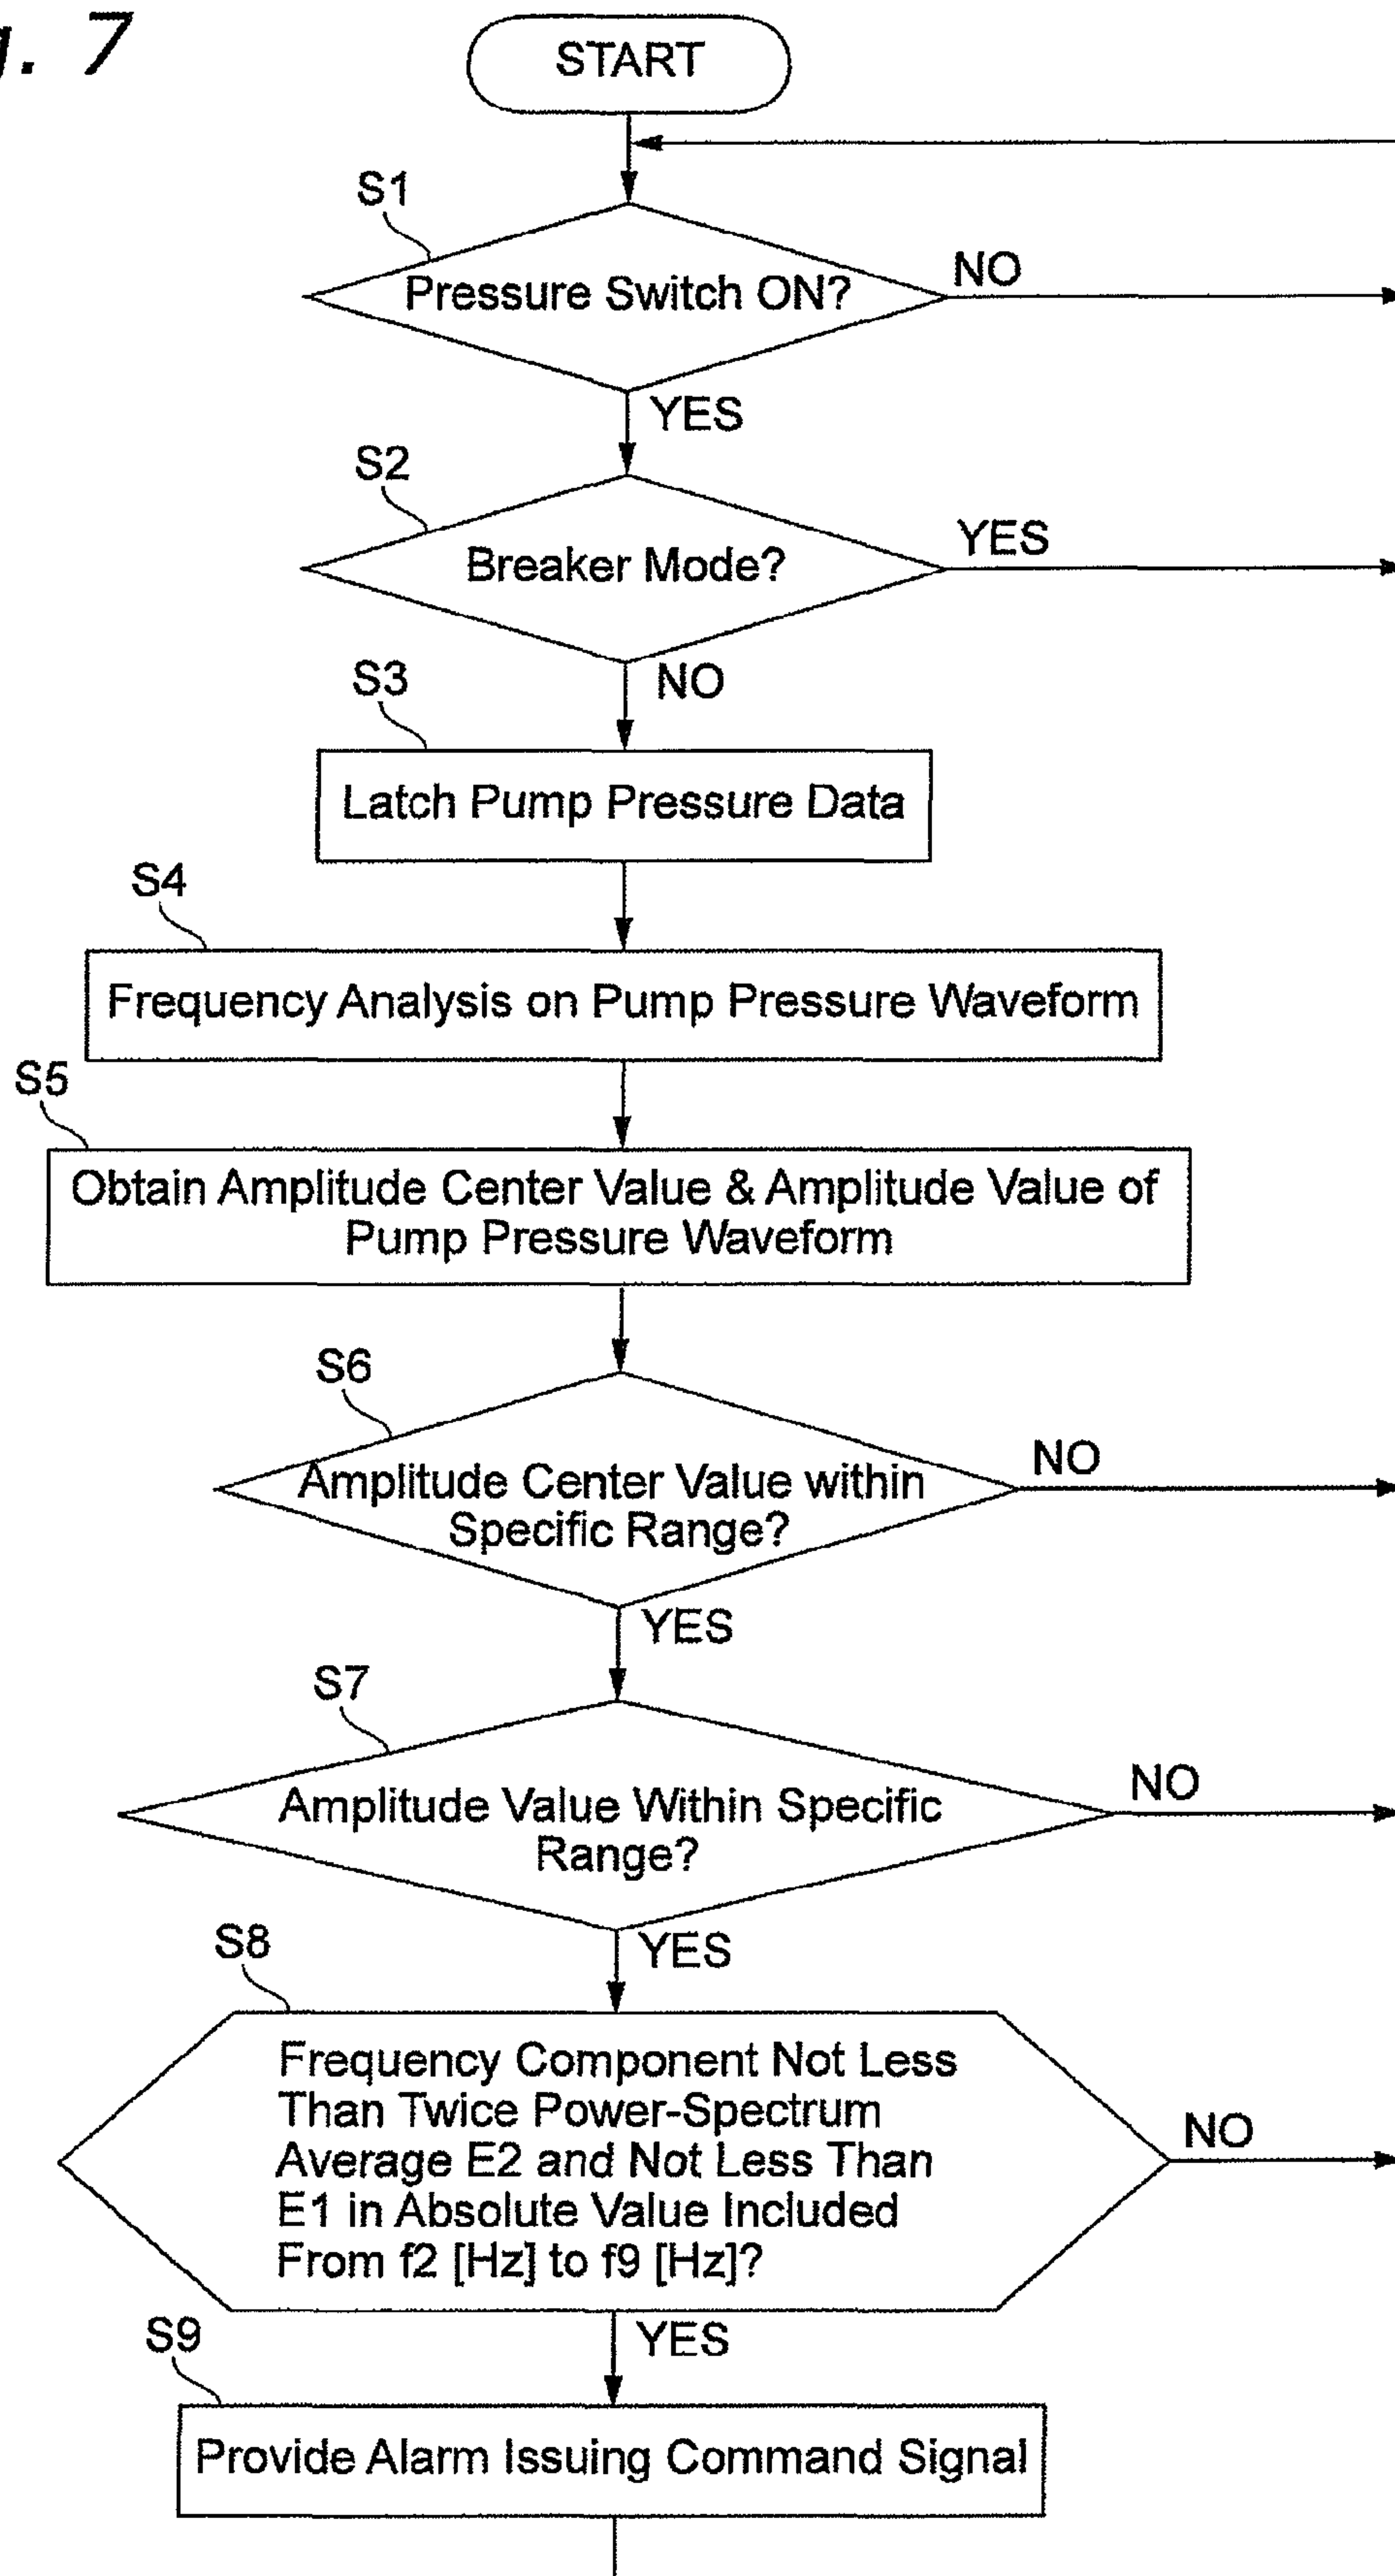 g. 7
START
S1
Pressure Switch ON?
NO
YES
S2
Breaker Mode?
YES
NO
S3
Latch Pump Pressure Data
S4
Frequency Analysis on Pump Pressure Waveform
S5
Obtain Amplitude Center Value & Amplitude Value of
Pump Pressure Waveform
S6
Amplitude Center Value within
Specific Range?
NO
YES
S7
Amplitude Value Within Specific
Range?
NO
YES
S8
Frequency Component Not Less
Than Twice Power-Spectrum
Average E2 and Not Less Than
E1 in Absolute Value Included
From f2 [Hz] to f9 [Hz]?
NO
YES
S9
Provide Alarm Issuing Command Signal